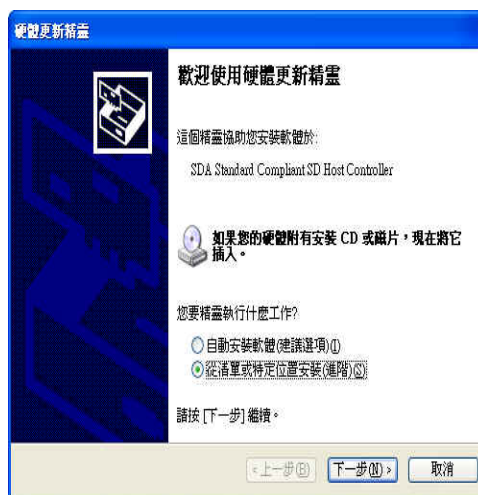 硬體更新精靈
歡迎使用硬體更新精靈
這個精靈協助您安裝軟體於:
SDA Standard Compliant SD Host Controller
如果您的硬體附有安裝 CD 或磁片，現在將它
插入。
您要精靈執行什麼工作?
自動安裝軟體(建議選項)(I)
從清單或特定位置安裝(進階)(S)
請按 [下一步] 繼續。
<上一步(B) 下一步(N)> 取消